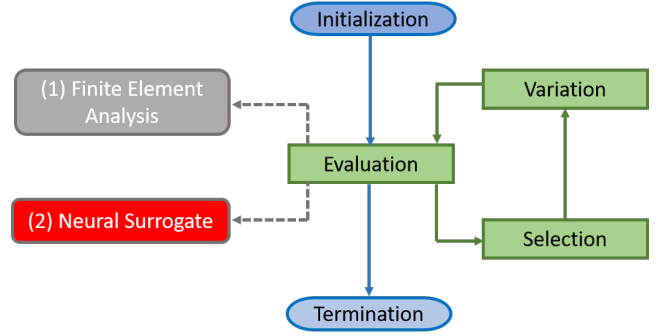 Initialization
(1) Finite Element
Analysis
Variation
Evaluation
(2) Neural Surrogate
Selection
Termination